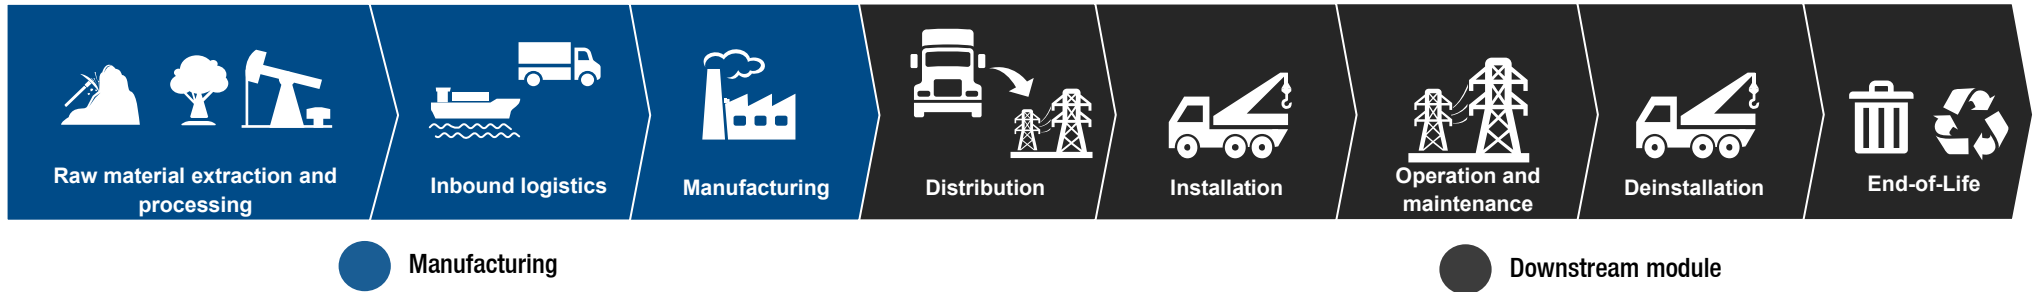 Raw material extraction and
processing
Inbound logistics
Manufacturing
Distribution
Installation
Operation and
maintenance
Deinstallation
End-of-Life
Manufacturing
Downstream module